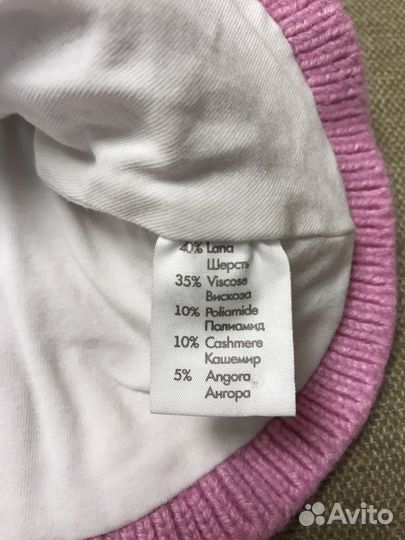 40% Lana
Шерсть
35% Viscose
Вискоза
10% Poliamide
Полиамид
10% Cashmere
Кашемир
5% Angora
Ангора
Avito